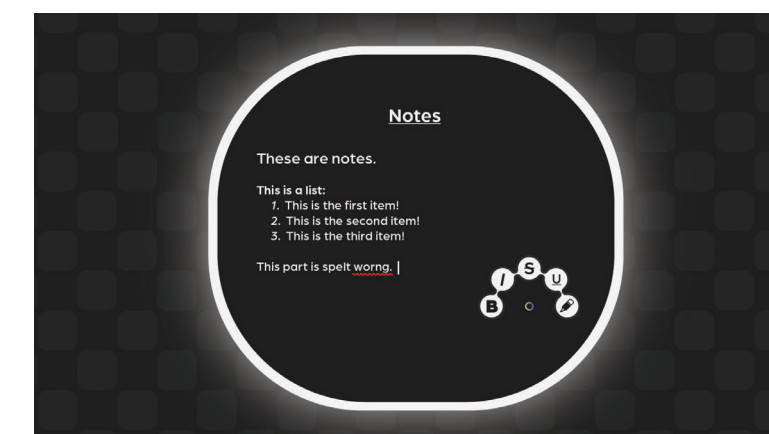 Notes
These are notes.
This is a list:
1. This is the first item!
2. This is the second item!
3. This is the third item!
This part is spelt worng.
B I S U